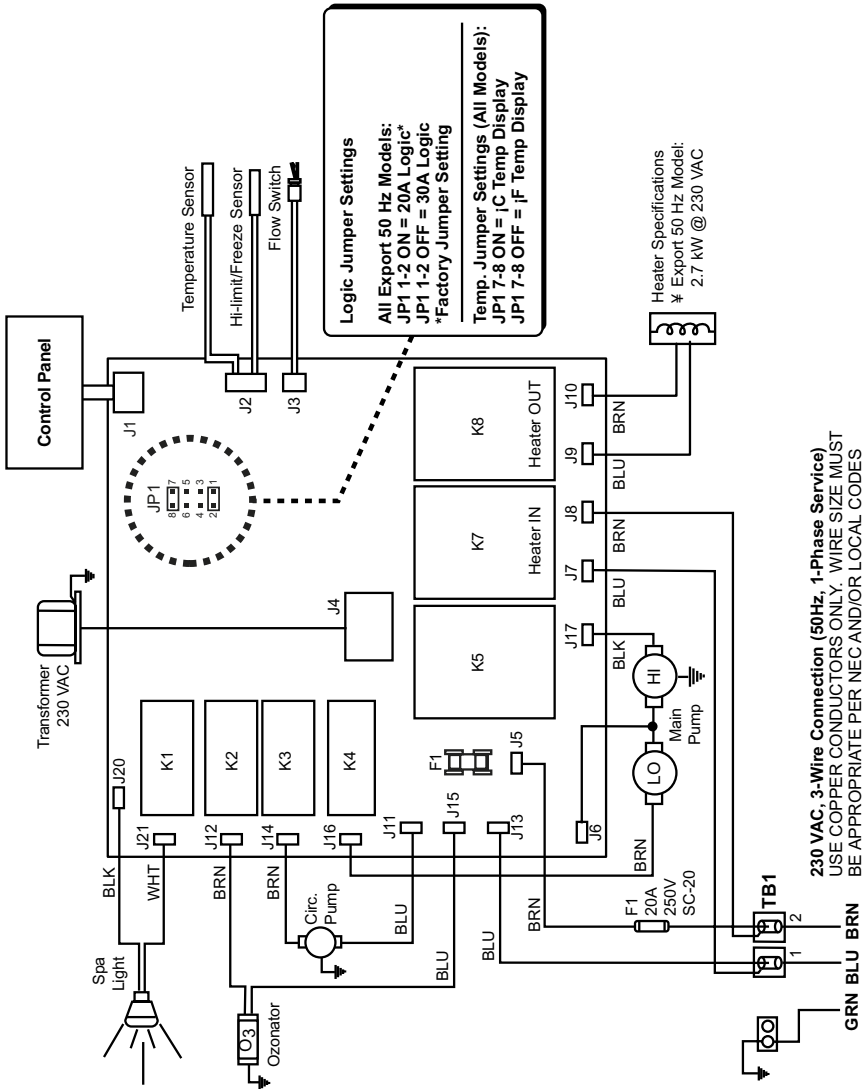 Control Panel
J1
Transformer
230 VAC
J4
Temperature Sensor
Hi-limit/Freeze Sensor
Flow Switch
J2
J3
JP1
8 7
6 5
4 3
2 1
Logic Jumper Settings
All Export 50 Hz Models:
JP1 1-2 ON = 20A Logic*
JP1 1-2 OFF = 30A Logic
*Factory Jumper Setting
Temp. Jumper Settings (All Models):
JP1 7-8 ON = ¡C Temp Display
JP1 7-8 OFF = ¡F Temp Display
Spa
Light
BLK
WHT
J20
J21
K1
BRN
J12
K2
BRN
J14
K3
J16
K4
Circ.
Pump
J11
BLU
O3
Ozonator
BLU
J15
J13
BLU
F1
J5
BRN
J6
BRN
K5
K7
K8
Heater IN
Heater OUT
J17
J7
J8
J9
J10
BLK
BLU
BRN
BLU
BRN
LO
HI
Main
Pump
Heater Specifications
¥ Export 50 Hz Model:
2.7 kW @ 230 VAC
F1
20A
250V
SC-20
TB1
1
2
GRN
BLU
BRN
230 VAC, 3-Wire Connection (50Hz, 1-Phase Service)
USE COPPER CONDUCTORS ONLY. WIRE SIZE MUST
BE APPROPRIATE PER NEC AND/OR LOCAL CODES